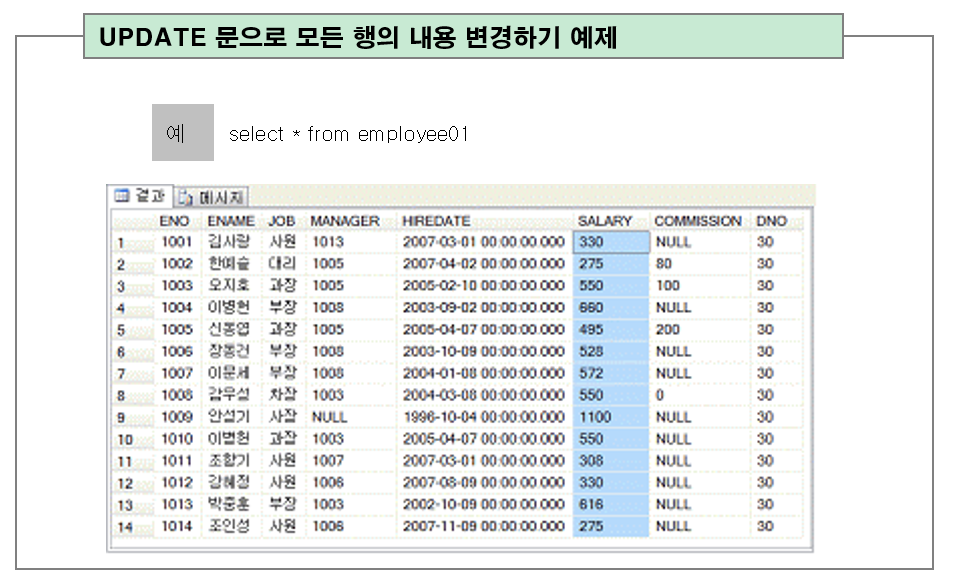 UPDATE 문으로 모든 행의 내용 변경하기 예제
예 select * from employee01
결과 메시지
ENO ENAME JOB MANAGER HIREDATE SALARY COMMISSION DNO
1 1001 김사랑 사원 1013 2007-03-01 00:00:00.000 330 NULL 30
2 1002 한예슬 대리 1005 2007-04-02 00:00:00.000 275 80 30
3 1003 오지호 과장 1005 2005-02-10 00:00:00.000 550 100 30
4 1004 이병헌 부장 1008 2003-09-02 00:00:00.000 660 NULL 30
5 1005 신동엽 과장 1005 2005-04-07 00:00:00.000 495 200 30
6 1006 장동건 부장 1008 2003-10-09 00:00:00.000 528 NULL 30
7 1007 이문세 부장 1008 2004-01-08 00:00:00.000 572 NULL 30
8 1008 감우성 차장 1003 2004-03-08 00:00:00.000 550 0 30
9 1009 안성기 사장 NULL 1996-10-04 00:00:00.000 1100 NULL 30
10 1010 이병헌 과장 1003 2005-04-07 00:00:00.000 550 NULL 30
11 1011 조향기 사원 1007 2007-03-01 00:00:00.000 308 NULL 30
12 1012 강혜정 사원 1006 2007-08-09 00:00:00.000 330 NULL 30
13 1013 박중훈 부장 1003 2002-10-09 00:00:00.000 616 NULL 30
14 1014 조인성 사원 1006 2007-11-09 00:00:00.000 275 NULL 30